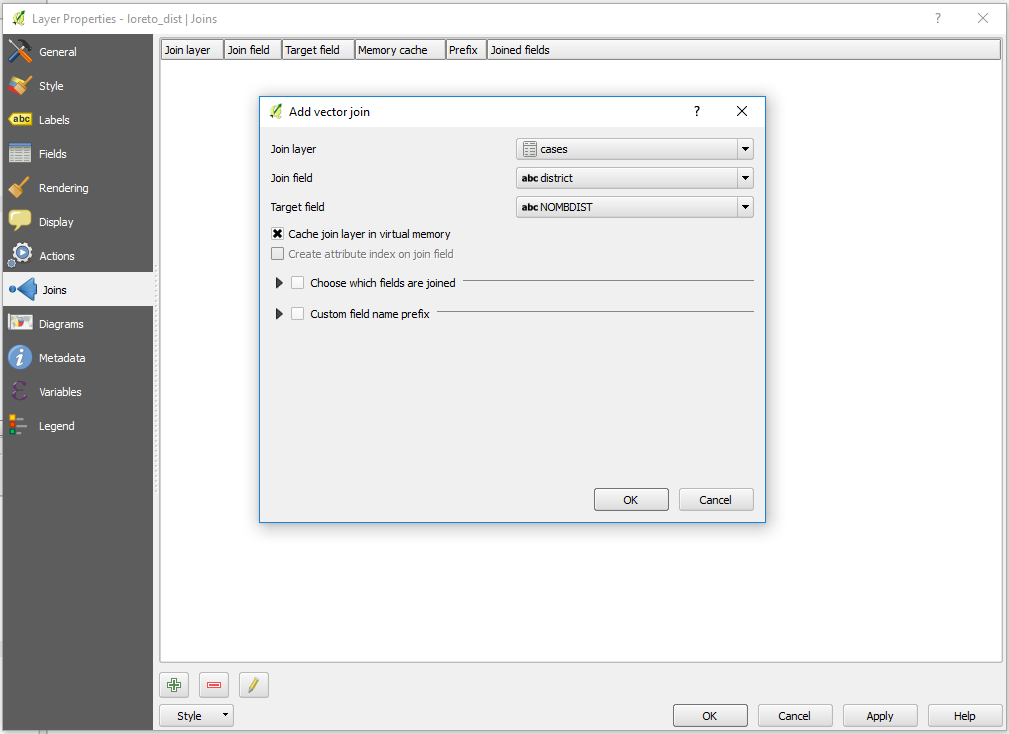 Layer Properties - loreto_dist | Joins
?
General
Style
abc Labels
Fields
Rendering
Display
Actions
Joins
Diagrams
i Metadata
ε Variables
Legend
Join layer Join field Target field Memory cache Prefix Joined fields
Add vector join ?
Join layer cases
Join field abc district
Target field abc NOMBDIST
Cache join layer in virtual memory
Create attribute index on join field
Choose which fields are joined
Custom field name prefix
OK Cancel
Style OK Cancel Apply Help